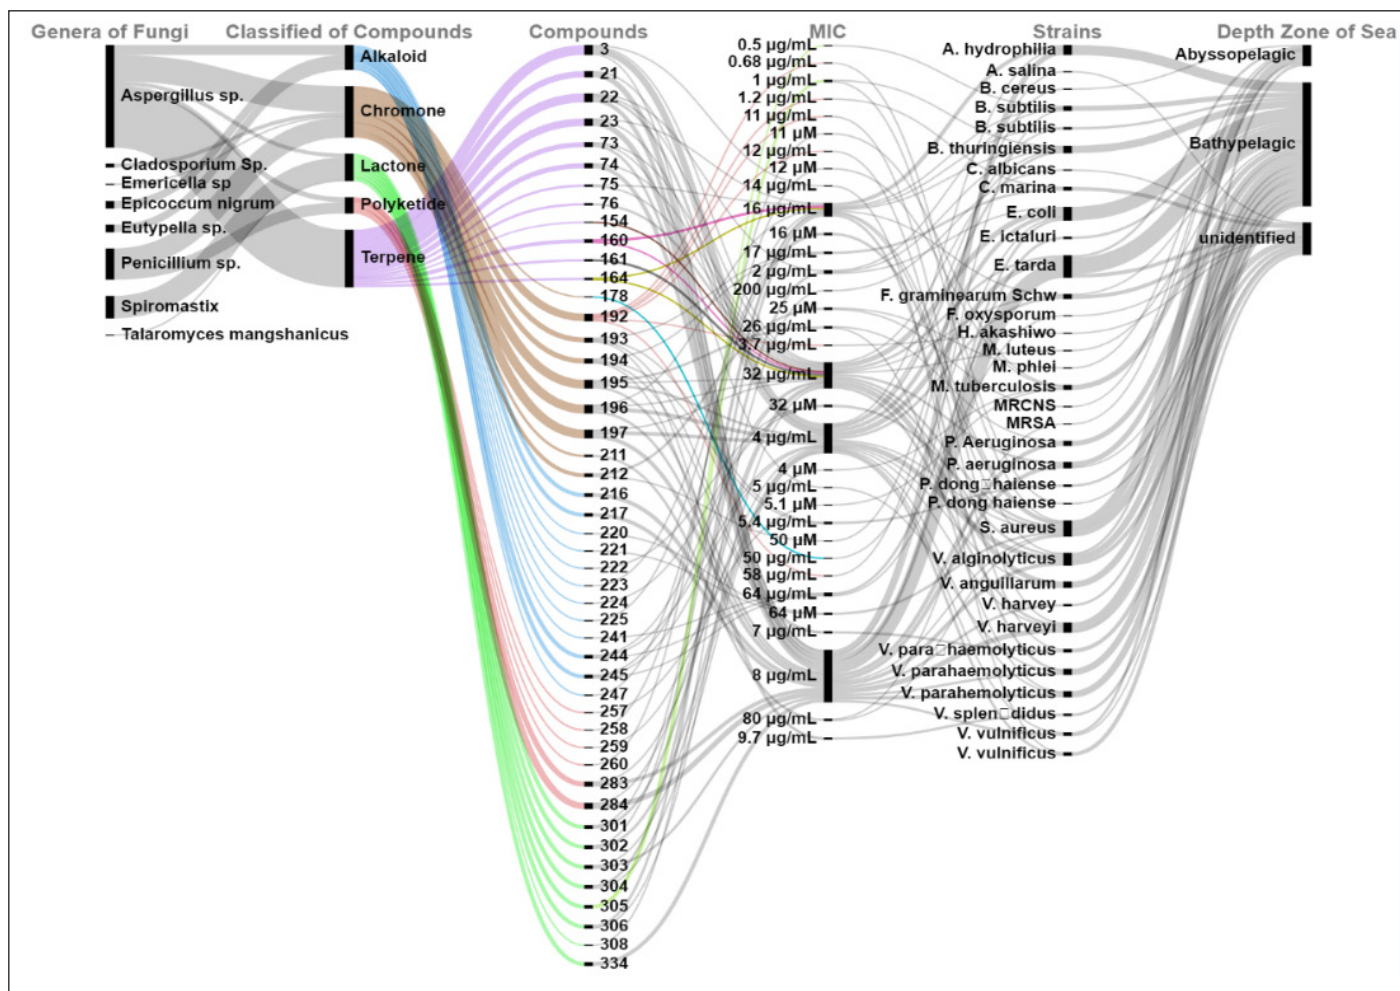 Genera of Fungi
Classified of Compounds
Compounds
MIC
Strains
Depth Zone of Sea
Aspergillus sp.
Cladosporium Sp.
Emericella sp
Epicoccum nigrum
Eutypella sp.
Penicillium sp.
Spiromastix
Talaromyces mangshanicus
Alkaloid
Chromone
Lactone
Polyketide
Terpene
3
21
22
23
73
74
75
76
154
160
161
164
178
192
193
194
195
196
197
211
212
216
217
220
221
222
223
224
225
241
244
245
247
257
258
259
260
283
284
301
302
303
304
305
306
308
334
0.5 µg/mL
0.68 µg/mL
1 µg/mL
1.2 µg/mL
11 µg/mL
11 µM
12 µg/mL
12 µM
14 µg/mL
16 µg/mL
16 µM
17 µg/mL
2 µg/mL
200 µg/mL
25 µM
26 µg/mL
3.7 µg/mL
32 µg/mL
32 µM
4 µg/mL
4 µM
5 µg/mL
5.1 µM
5.4 µg/mL
50 µM
50 µg/mL
58 µg/mL
64 µg/mL
64 µM
7 µg/mL
8 µg/mL
80 µg/mL
9.7 µg/mL
A. hydrophilia
A. salina
B. cereus
B. subtilis
B. subtilis
B. thuringiensis
C. albicans
C. marina
E. coli
E. ictaluri
E. tarda
F. graminearum Schw
F. oxysporum
H. akashiwo
M. luteus
M. phlei
M. tuberculosis
MRCNS
MRSA
P. Aeruginosa
P. aeruginosa
P. dong□haiense
P. dong haiense
S. aureus
V. alginolyticus
V. anguillarum
V. harvey
V. harveyi
V. para□haemolyticus
V. parahaemolyticus
V. parahemolyticus
V. splen□didus
V. vulnificus
V. vulnificus
Abyssopelagic
Bathypelagic
unidentified